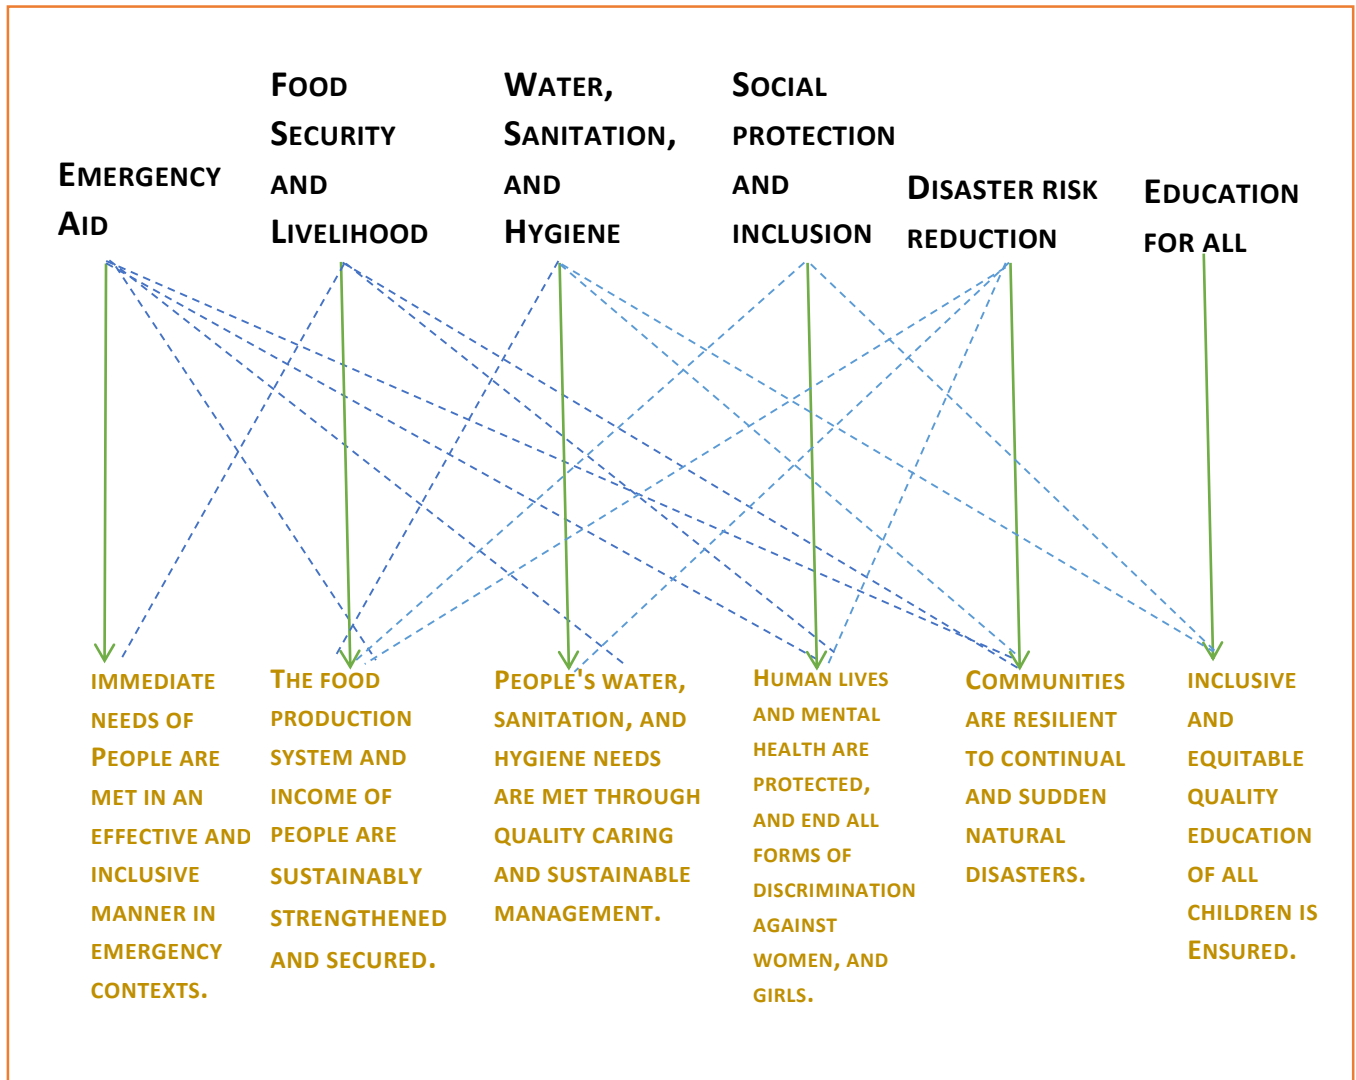 EMERGENCY
AID
FOOD
SECURITY
AND
LIVELIHOOD
WATER,
SANITATION,
AND
HYGIENE
SOCIAL
PROTECTION
AND
INCLUSION
DISASTER RISK
REDUCTION
EDUCATION
FOR ALL
IMMEDIATE
NEEDS OF
PEOPLE ARE
MET IN AN
EFFECTIVE AND
INCLUSIVE
MANNER IN
EMERGENCY
CONTEXTS.
THE FOOD
PRODUCTION
SYSTEM AND
INCOME OF
PEOPLE ARE
SUSTAINABLY
STRENGTHENED
AND SECURED.
PEOPLE'S WATER,
SANITATION, AND
HYGIENE NEEDS
ARE MET THROUGH
QUALITY CARING
AND SUSTAINABLE
MANAGEMENT.
HUMAN LIVES
AND MENTAL
HEALTH ARE
PROTECTED,
AND END ALL
FORMS OF
DISCRIMINATION
AGAINST
WOMEN, AND
GIRLS.
COMMUNITIES
ARE RESILIENT
TO CONTINUAL
AND SUDDEN
NATURAL
DISASTERS.
INCLUSIVE
AND
EQUITABLE
QUALITY
EDUCATION
OF ALL
CHILDREN IS
ENSURED.